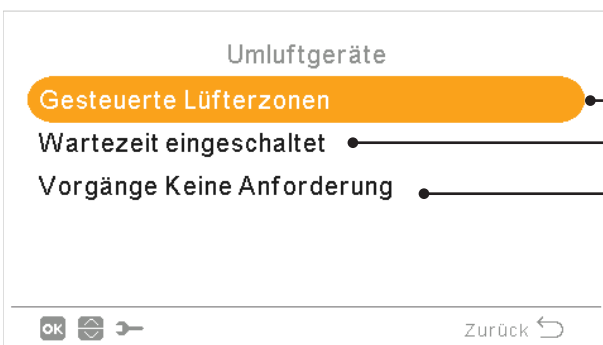 Umluftgeräte
Gesteuerte Lüfterzonen
Wartezeit eingeschaltet
Vorgänge Keine Anforderung
OK Zurück